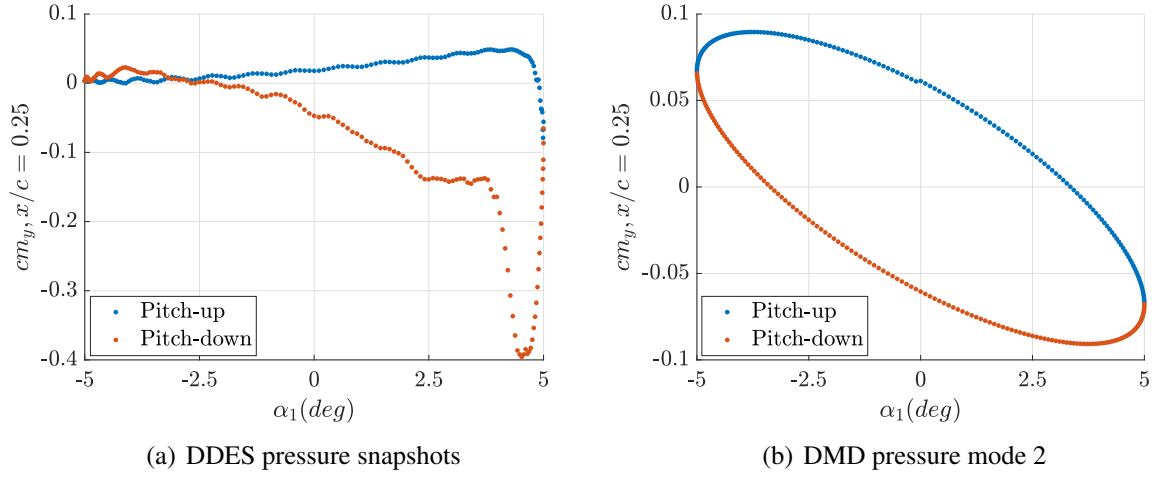 0.1
0
-0.1
-0.2
-0.3
-0.4
-5
-2.5
0
2.5
5
cm_y, x/c = 0.25
α_1(deg)
Pitch-up
Pitch-down
(a) DDES pressure snapshots
0.1
0.05
0
-0.05
-0.1
-5
-2.5
0
2.5
5
cm_y, x/c = 0.25
α_1(deg)
Pitch-up
Pitch-down
(b) DMD pressure mode 2